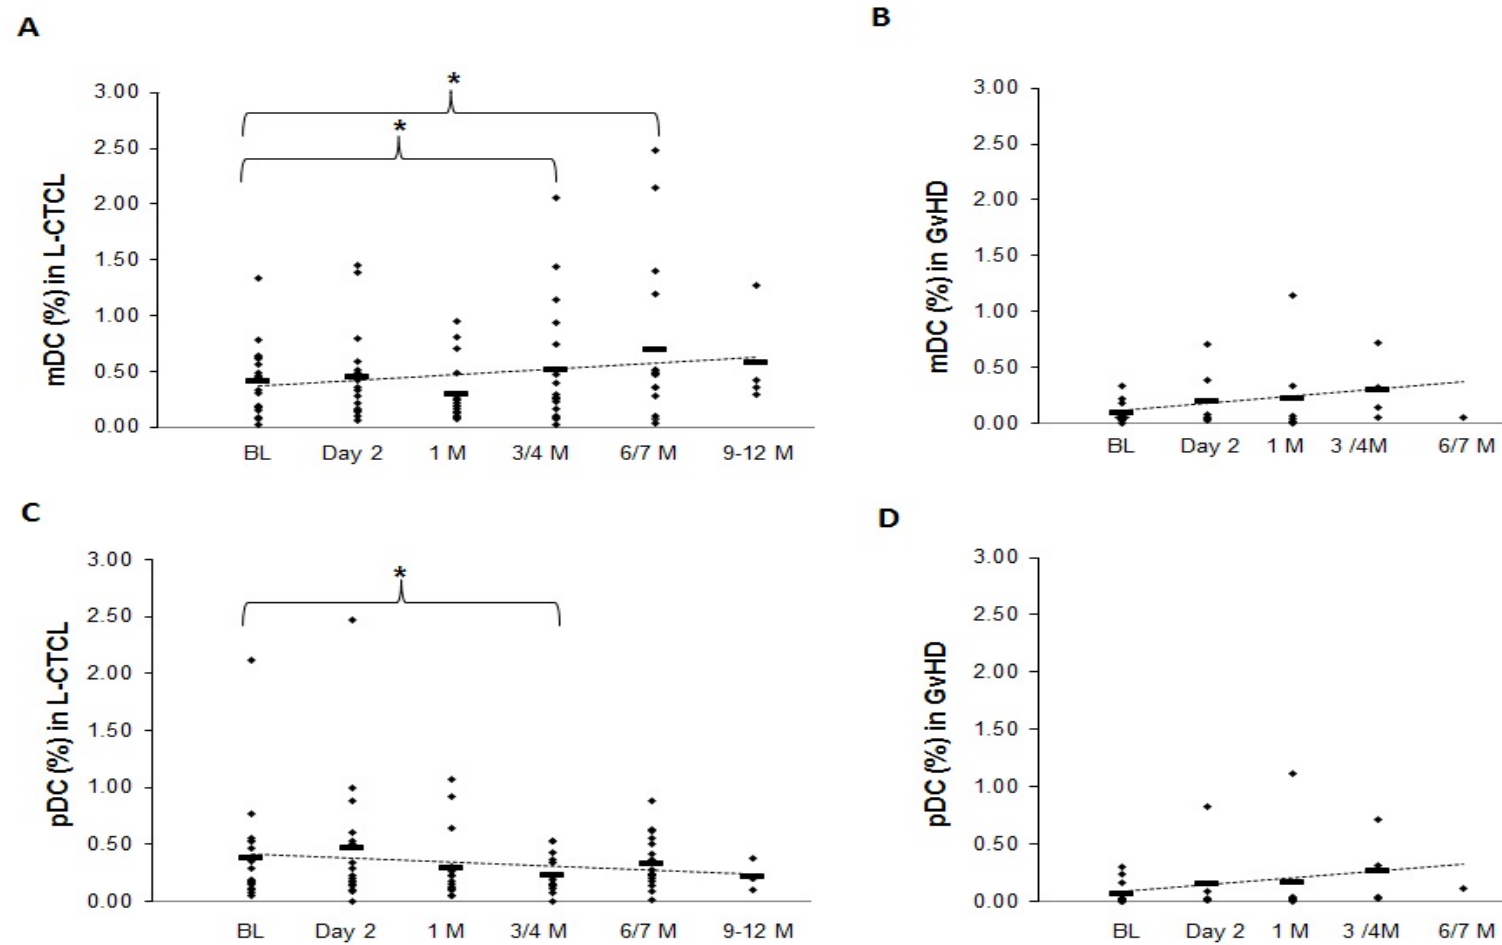 A
mDC (%) in L-CTCL
3.00
2.50
2.00
1.50
1.00
0.50
0.00
*
*
BL Day 2 1 M 3/4 M 6/7 M 9-12 M
B
mDC (%) in GvHD
3.00
2.50
2.00
1.50
1.00
0.50
0.00
BL Day 2 1 M 3 /4M 6/7 M
C
pDC (%) in L-CTCL
3.00
2.50
2.00
1.50
1.00
0.50
0.00
*
BL Day 2 1 M 3/4 M 6/7 M 9-12 M
D
pDC (%) in GvHD
3.00
2.50
2.00
1.50
1.00
0.50
0.00
BL Day 2 1 M 3 /4M 6/7 M